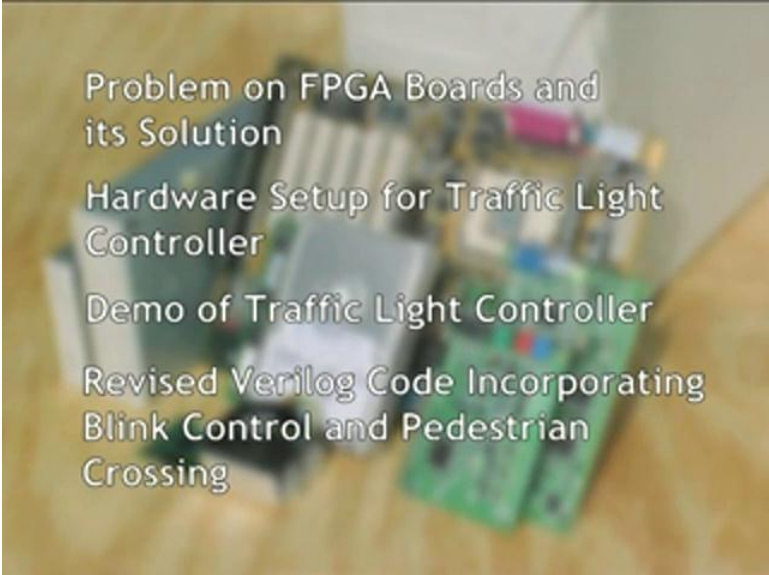 Problem on FPGA Boards and
its Solution
Hardware Setup for Traffic Light
Controller
Demo of Traffic Light Controller
Revised Verilog Code Incorporating
Blink Control and Pedestrian
Crossing